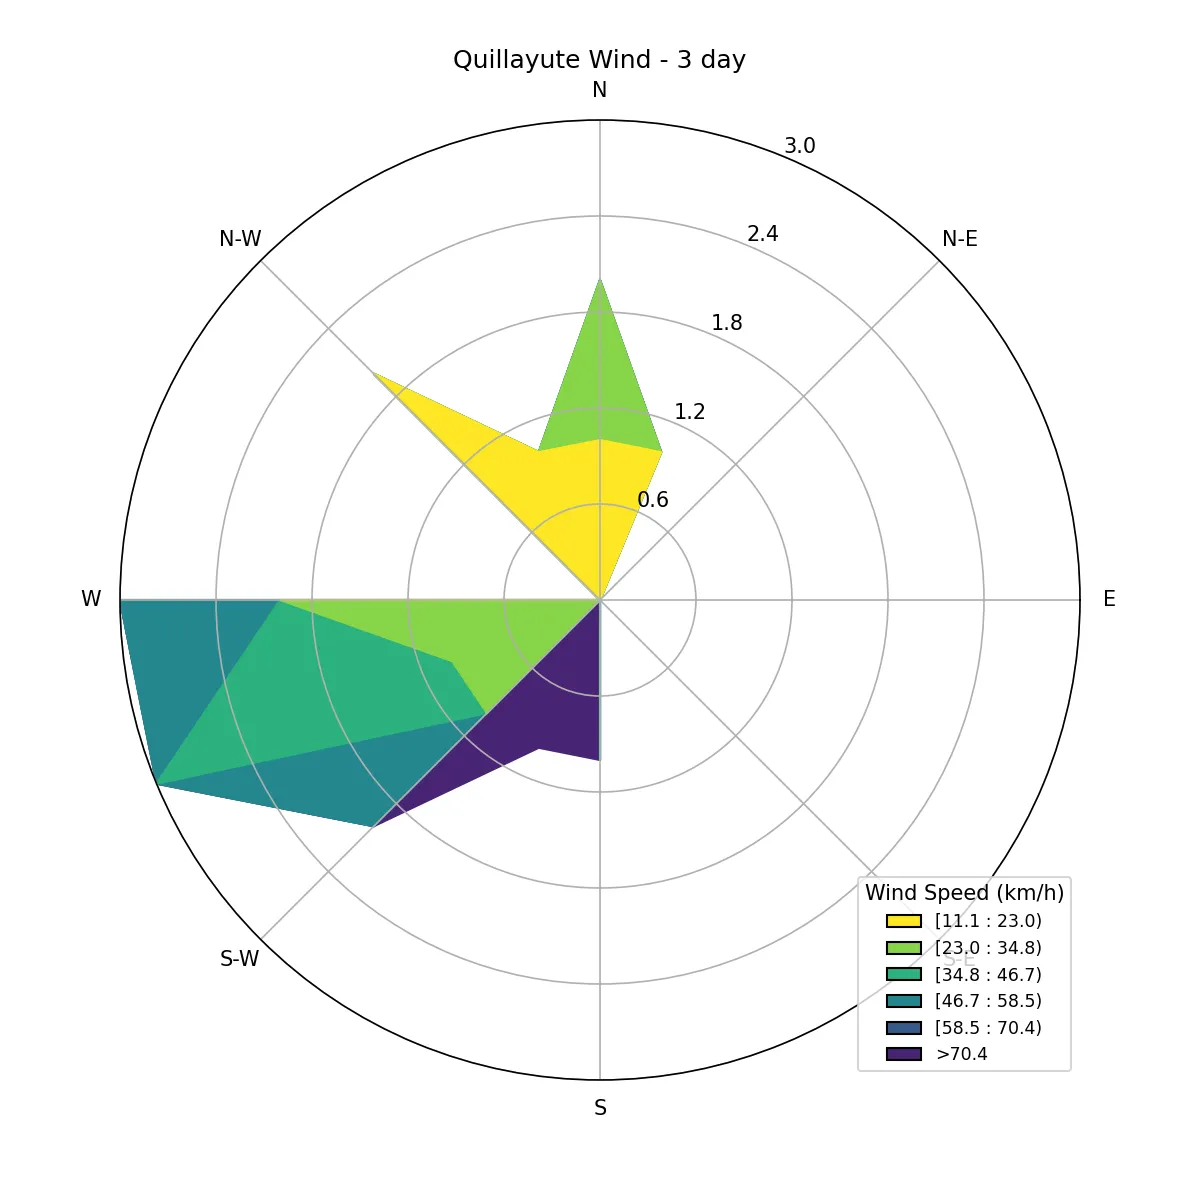 Quillayute Wind - 3 day
N
3.0
N-W
2.4
N-E
1.8
1.2
0.6
W
E
Wind Speed (km/h)
[11.1 : 23.0)
[23.0 : 34.8)
S-W
S-E
[34.8 : 46.7)
[46.7 : 58.5)
[58.5 : 70.4)
>70.4
S